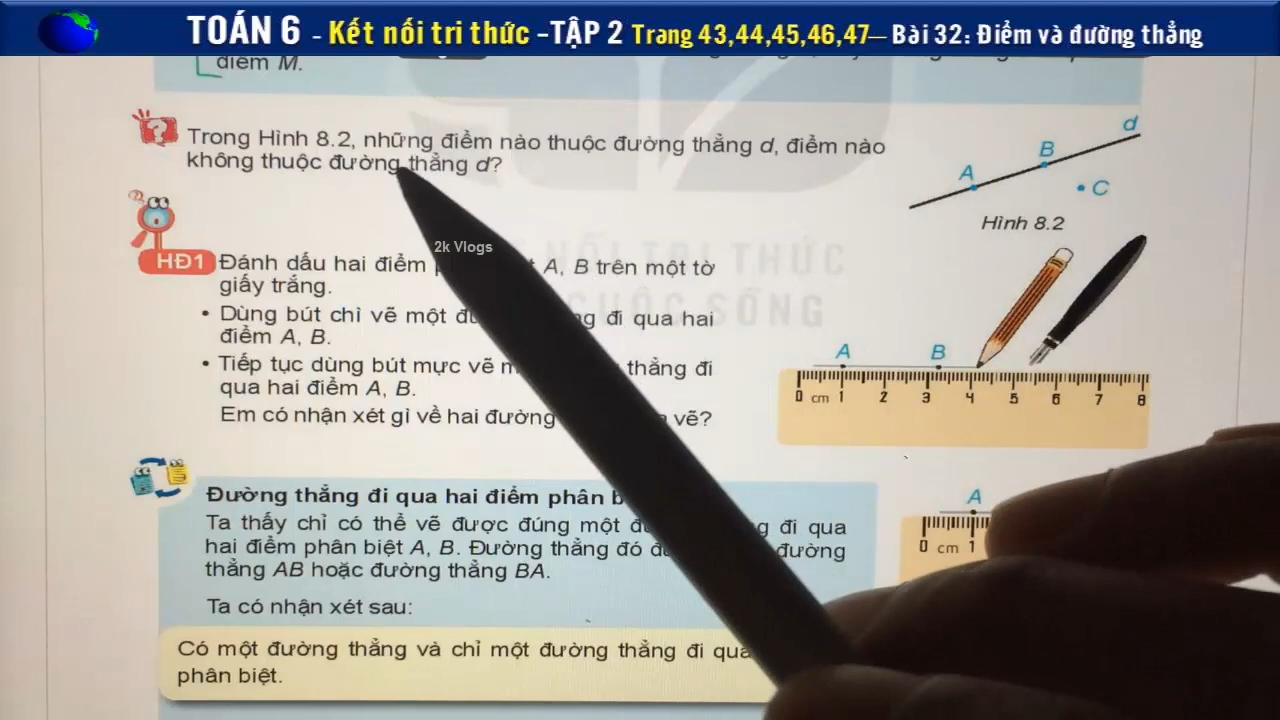 TOÁN 6 - Kết nối tri thức -TẬP 2 Trang 43,44,45,46,47– Bài 32: Điểm và đường thẳng
điểm M.
Trong Hình 8.2, những điểm nào thuộc đường thẳng d, điểm nào
không thuộc đường thẳng d?
d
B
A
C
Hình 8.2
2k Vlogs
NỐI TRI THỨC
CUỘC SỐNG
HĐ1 Đánh dấu hai điểm A, B trên một tờ
giấy trắng.
• Dùng bút chì vẽ một đi qua hai
điểm A, B.
• Tiếp tục dùng bút mực vẽ thẳng đi
qua hai điểm A, B.
Em có nhận xét gì về hai đường vẽ?
A B
0 cm 1 2 3 4 5 6 7 8
Đường thẳng đi qua hai điểm phân
Ta thấy chỉ có thể vẽ được đúng một đi qua
hai điểm phân biệt A, B. Đường thẳng đó đường
thẳng AB hoặc đường thẳng BA.
Ta có nhận xét sau:
A
0 cm 1
Có một đường thẳng và chỉ một đường thẳng đi qua
phân biệt.